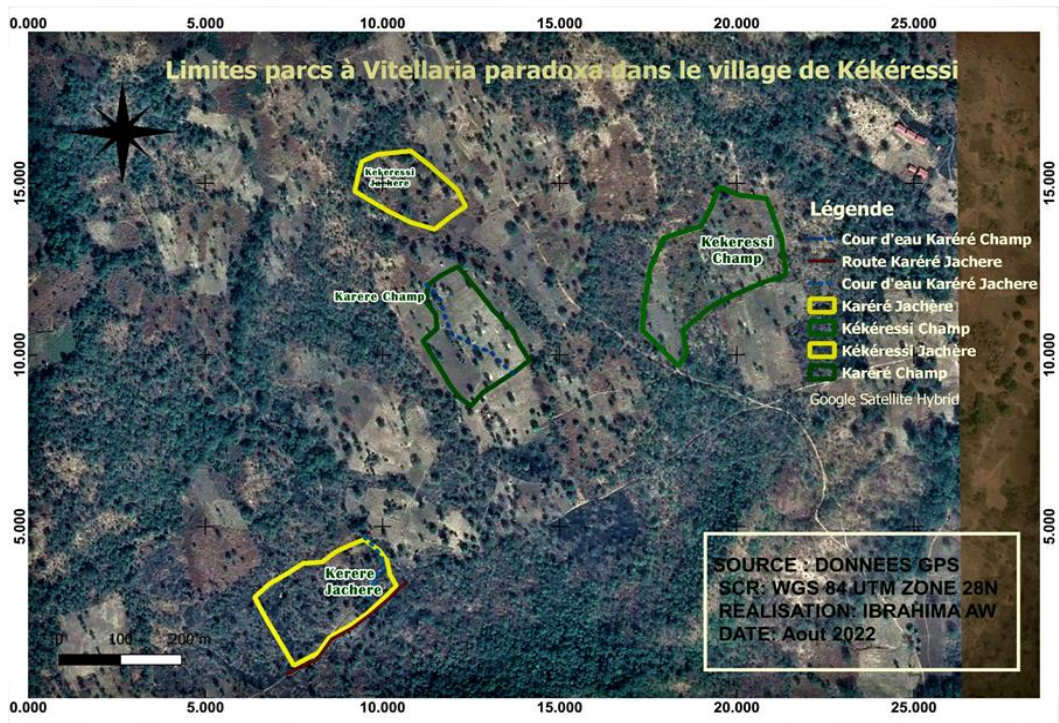 0.000 5.000 10.000 15.000 20.000 25.000
Limites parcs à Vitellaria paradoxa dans le village de Kékéressi
15.000
10.000
5.000
15.000
10.000
5.000
Kekeressi
Jachere
Kekeressi
Champ
Karere Champ
Kerere
Jachere
Légende
Cour d'eau Karéré Champ
Route Karéré Jachere
Cour d'eau Karéré Jachere
Karéré Jachère
Kékéressi Champ
Kékéressi Jachère
Karéré Champ
Google Satellite Hybrid
SOURCE : DONNEES GPS
SCR: WGS 84 UTM ZONE 28N
REALISATION: IBRAHIMA AW
DATE: Aout 2022
0 100 200 m
0.000 5.000 10.000 15.000 20.000 25.000